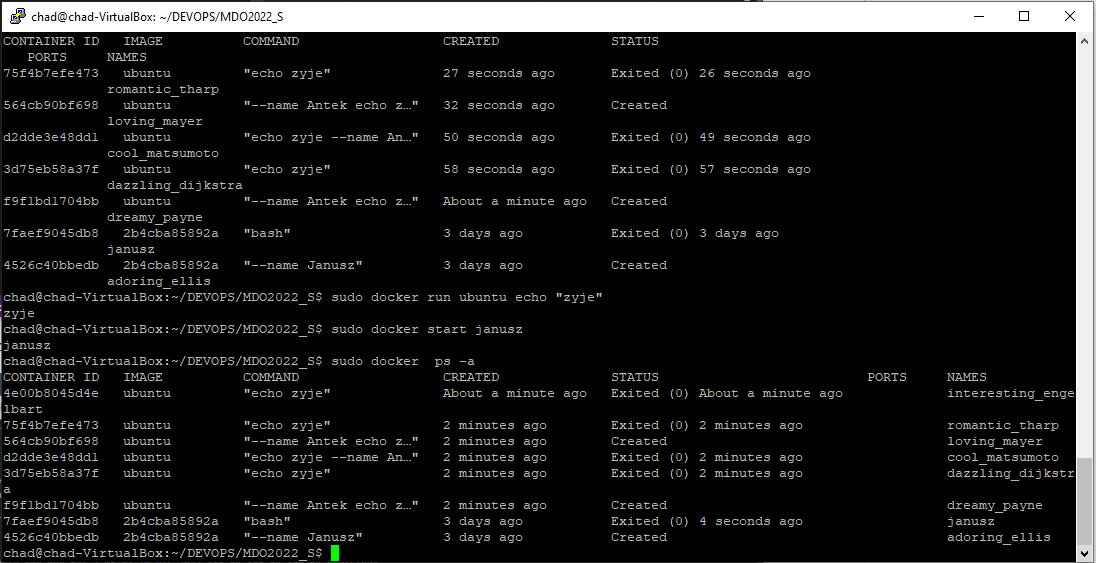 chad@chad-VirtualBox: ~/DEVOPS/MDO2022_S
CONTAINER ID   IMAGE          COMMAND                  CREATED              STATUS
   PORTS     NAMES
75f4b7efe473   ubuntu         "echo zyje"              27 seconds ago       Exited (0) 26 seconds ago
             romantic_tharp
564cb90bf698   ubuntu         "--name Antek echo z…"   32 seconds ago       Created
             loving_mayer
d2dde3e48dd1   ubuntu         "echo zyje --name An…"   50 seconds ago       Exited (0) 49 seconds ago
             cool_matsumoto
3d75eb58a37f   ubuntu         "echo zyje"              58 seconds ago       Exited (0) 57 seconds ago
             dazzling_dijkstra
f9f1bd1704bb   ubuntu         "--name Antek echo z…"   About a minute ago   Created
             dreamy_payne
7faef9045db8   2b4cba85892a   "bash"                   3 days ago           Exited (0) 3 days ago
             janusz
4526c40bbedb   2b4cba85892a   "--name Janusz"          3 days ago           Created
             adoring_ellis
chad@chad-VirtualBox:~/DEVOPS/MDO2022_S$ sudo docker run ubuntu echo "zyje"
zyje
chad@chad-VirtualBox:~/DEVOPS/MDO2022_S$ sudo docker start janusz
janusz
chad@chad-VirtualBox:~/DEVOPS/MDO2022_S$ sudo docker  ps -a
CONTAINER ID   IMAGE          COMMAND                  CREATED              STATUS                          PORTS     NAMES
4e00b8045d4e   ubuntu         "echo zyje"              About a minute ago   Exited (0) About a minute ago             interesting_enge
lbart
75f4b7efe473   ubuntu         "echo zyje"              2 minutes ago        Exited (0) 2 minutes ago                  romantic_tharp
564cb90bf698   ubuntu         "--name Antek echo z…"   2 minutes ago        Created                                   loving_mayer
d2dde3e48dd1   ubuntu         "echo zyje --name An…"   2 minutes ago        Exited (0) 2 minutes ago                  cool_matsumoto
3d75eb58a37f   ubuntu         "echo zyje"              2 minutes ago        Exited (0) 2 minutes ago                  dazzling_dijkstr
a
f9f1bd1704bb   ubuntu         "--name Antek echo z…"   2 minutes ago        Created                                   dreamy_payne
7faef9045db8   2b4cba85892a   "bash"                   3 days ago           Exited (0) 4 seconds ago                  janusz
4526c40bbedb   2b4cba85892a   "--name Janusz"          3 days ago           Created                                   adoring_ellis
chad@chad-VirtualBox:~/DEVOPS/MDO2022_S$